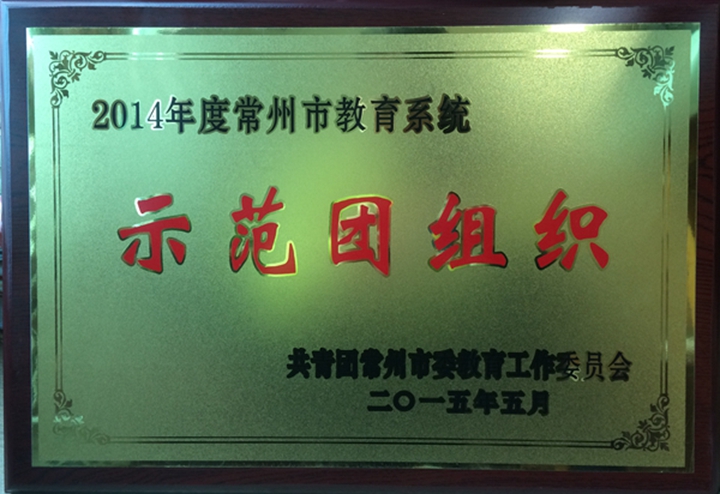 2014年度常州市教育系统
示范团组织
共青团常州市委教育工作委员会
二〇一五年五月